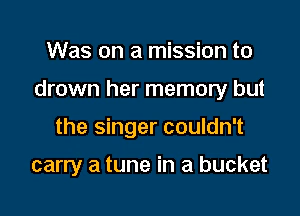 Was on a mission to
drown her memory but
the singer couldn't
carry a tune in a bucket